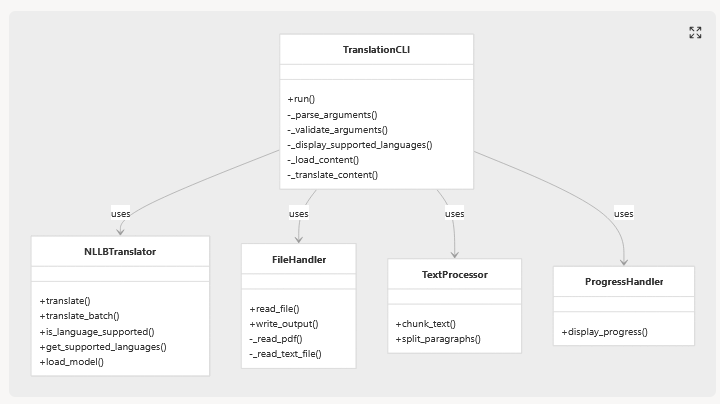 TranslationCLI
+run()
-_parse_arguments()
-_validate_arguments()
-_display_supported_languages()
-_load_content()
-_translate_content()
uses
uses
uses
uses
NLLBTranslator
+translate()
+translate_batch()
+is_language_supported()
+get_supported_languages()
+load_model()
FileHandler
+read_file()
+write_output()
-_read_pdf()
-_read_text_file()
TextProcessor
+chunk_text()
+split_paragraphs()
ProgressHandler
+display_progress()